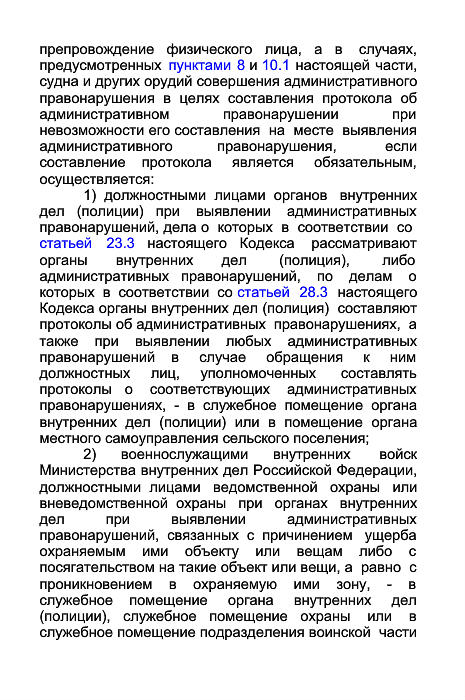 препровождение физического лица, а в случаях,
предусмотренных пунктами 8 и 10.1 настоящей части,
судна и других орудий совершения административного
правонарушения в целях составления протокола об
административном правонарушении при
невозможности его составления на месте выявления
административного правонарушения, если
составление протокола является обязательным,
осуществляется:
1) должностными лицами органов внутренних
дел (полиции) при выявлении административных
правонарушений, дела о которых в соответствии со
статьей 23.3 настоящего Кодекса рассматривают
органы внутренних дел (полиция), либо
административных правонарушений, по делам о
которых в соответствии со статьей 28.3 настоящего
Кодекса органы внутренних дел (полиция) составляют
протоколы об административных правонарушениях, а
также при выявлении любых административных
правонарушений в случае обращения к ним
должностных лиц, уполномоченных составлять
протоколы о соответствующих административных
правонарушениях, - в служебное помещение органа
внутренних дел (полиции) или в помещение органа
местного самоуправления сельского поселения;
2) военнослужащими внутренних войск
Министерства внутренних дел Российской Федерации,
должностными лицами ведомственной охраны или
вневедомственной охраны при органах внутренних
дел при выявлении административных
правонарушений, связанных с причинением ущерба
охраняемым ими объекту или вещам либо с
посягательством на такие объект или вещи, а равно с
проникновением в охраняемую ими зону, - в
служебное помещение органа внутренних дел
(полиции), служебное помещение охраны или в
служебное помещение подразделения воинской части